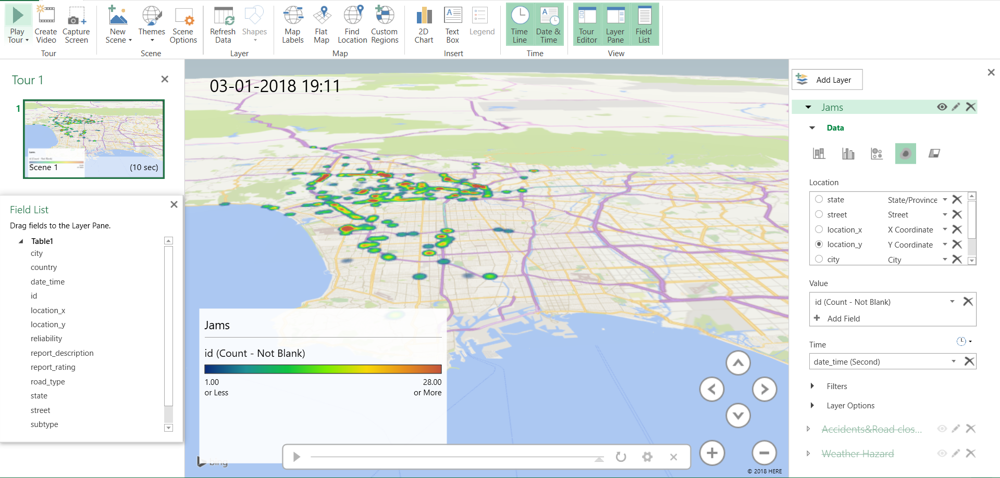 Play Tour
Create Video
Capture Screen
New Scene
Themes
Scene Options
Refresh Data
Shapes
Map Labels
Flat Map
Find Location
Custom Regions
2D Chart
Text Box
Legend
Time Line
Date & Time
Tour Editor
Layer Pane
Field List
Tour
Scene
Layer
Map
Insert
Time
View
Tour 1
1
Scene 1 (10 sec)
Field List
Drag fields to the Layer Pane.
Table1
city
country
date_time
id
location_x
location_y
reliability
report_description
report_rating
road_type
state
street
subtype
03-01-2018 19:11
Jams
id (Count - Not Blank)
1.00 28.00
or Less or More
bing
© 2018 HERE
Add Layer
Jams
Data
Location
state State/Province
street Street
location_x X Coordinate
location_y Y Coordinate
city City
Value
id (Count - Not Blank)
Add Field
Time
date_time (Second)
Filters
Layer Options
Accidents&Road clos...
Weather Hazard